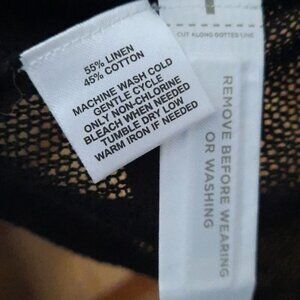 55% LINEN
45% COTTON
MACHINE WASH COLD
GENTLE CYCLE
ONLY NON-CHLORINE
BLEACH WHEN NEEDED
TUMBLE DRY LOW
WARM IRON IF NEEDED
CUT ALONG DOTTED LINE
REMOVE BEFORE WEARING
OR WASHING